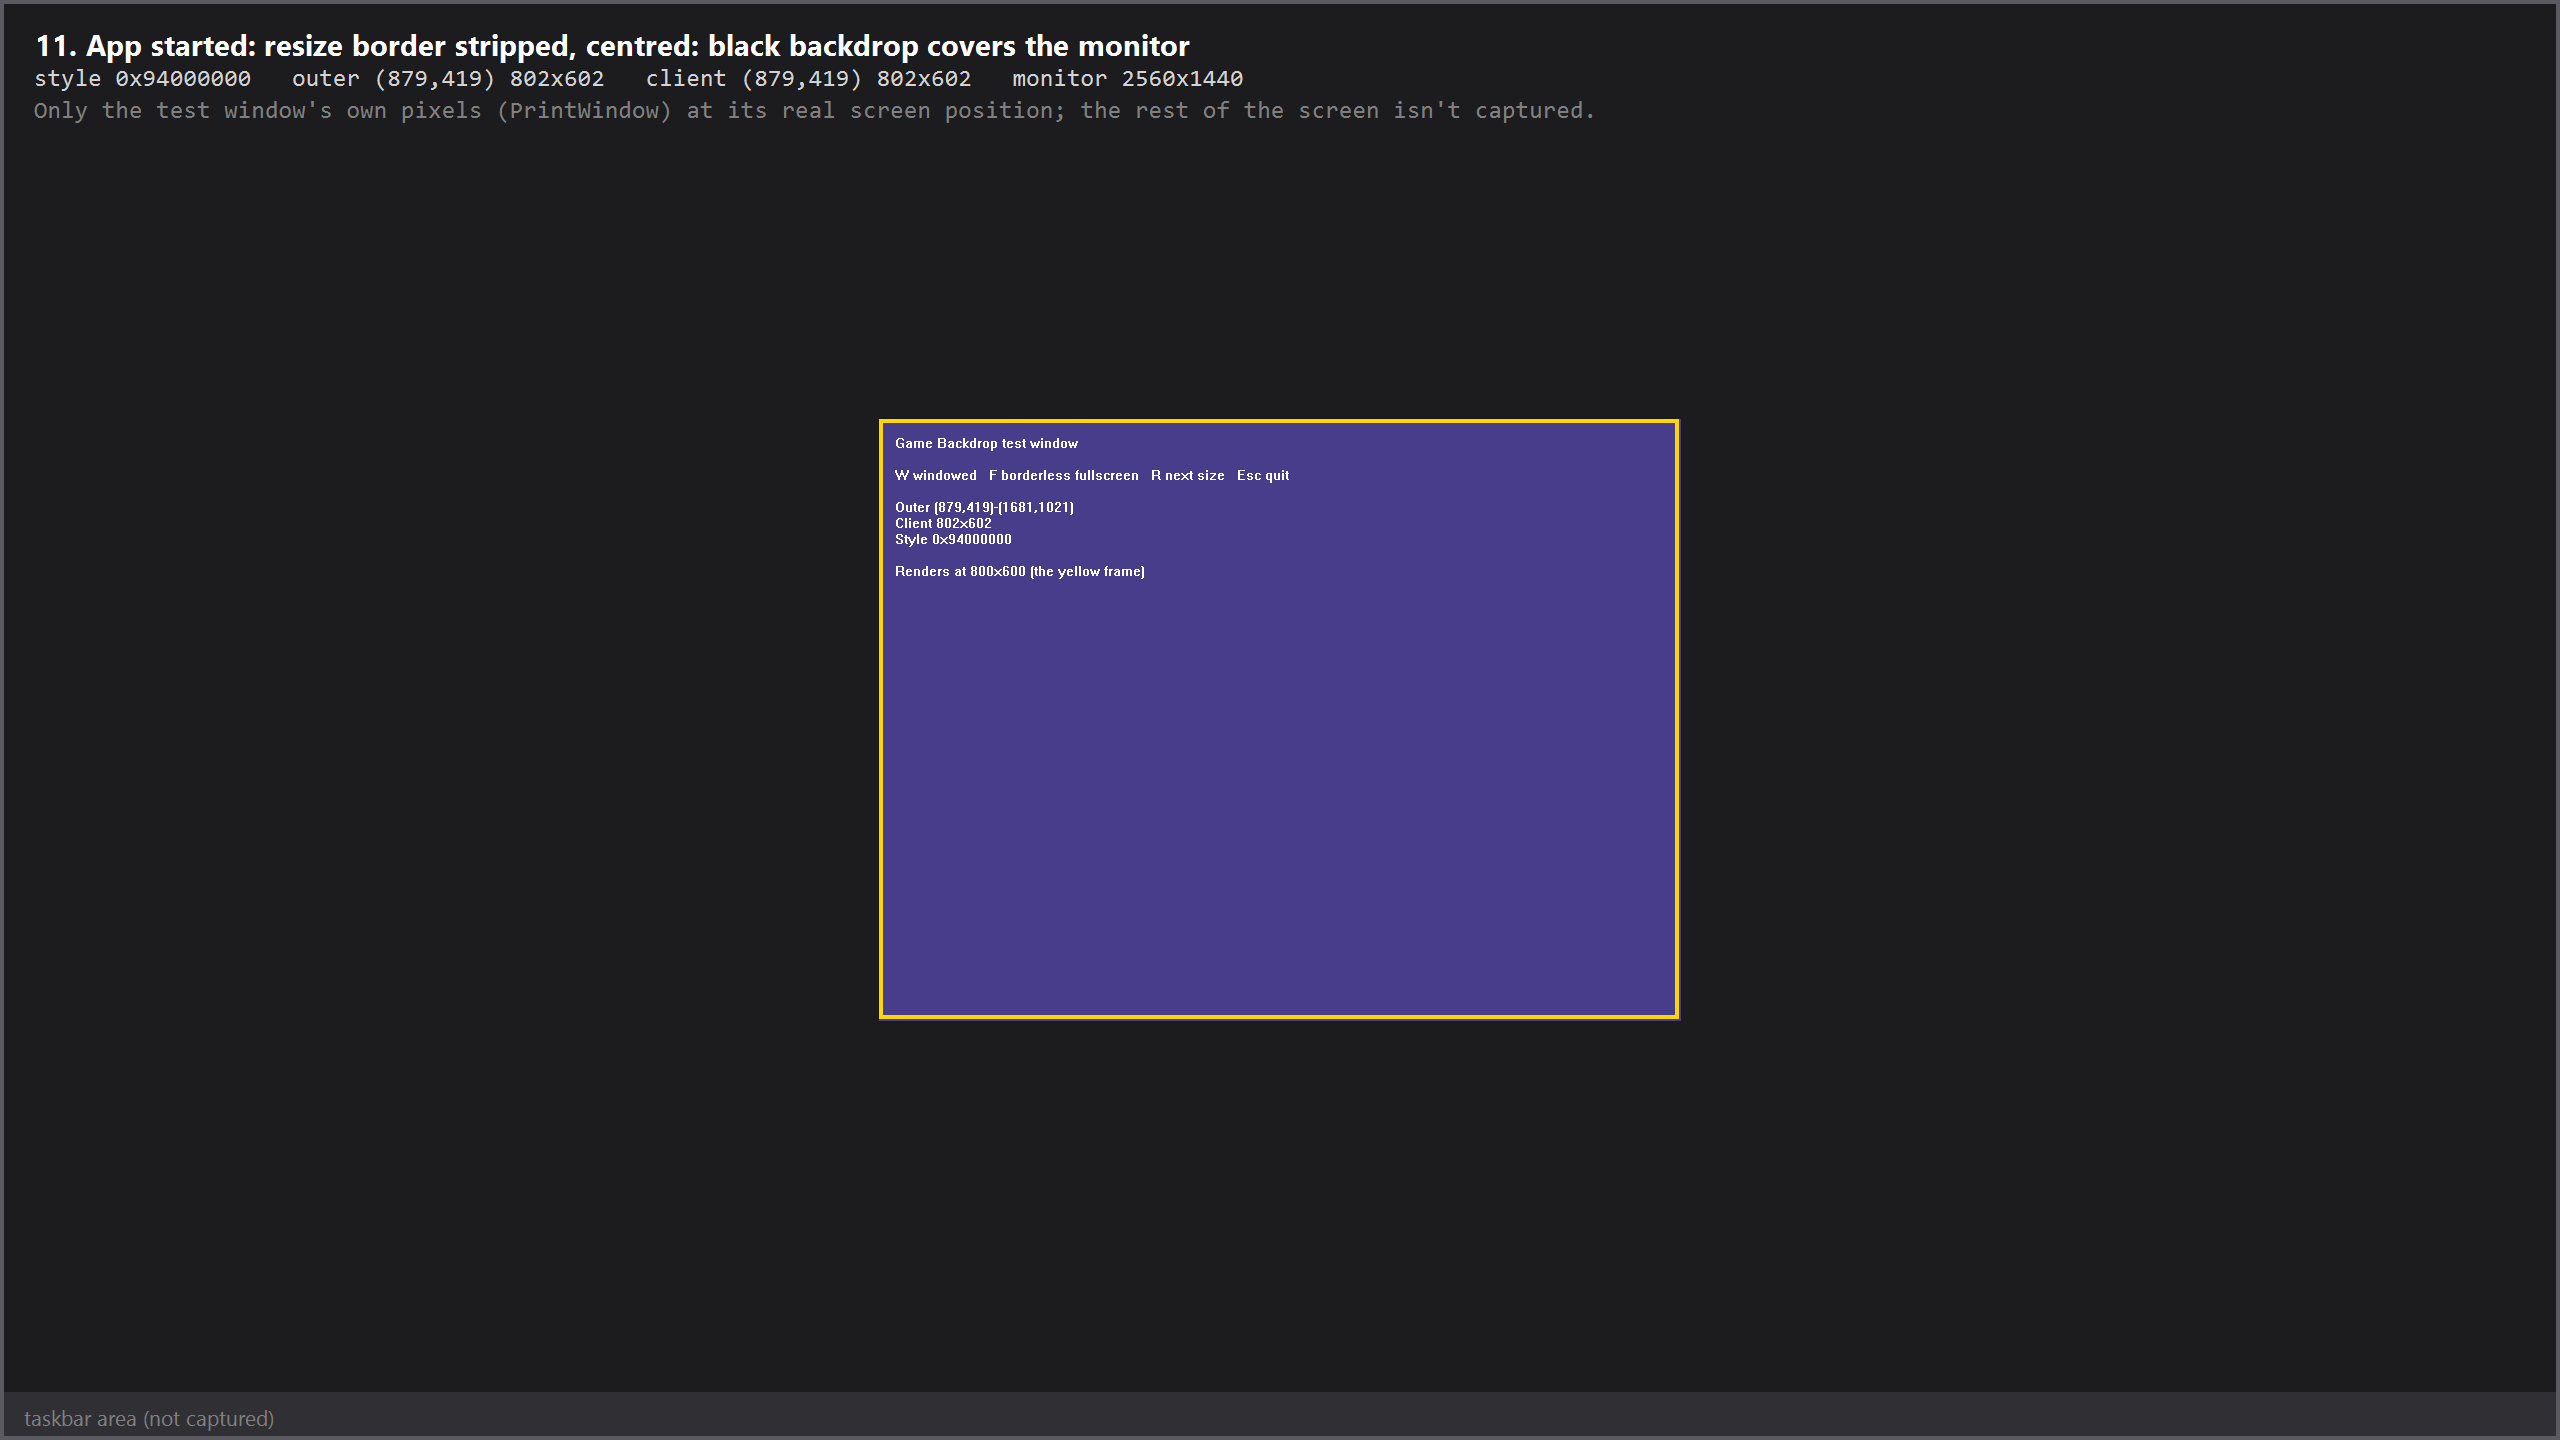 11. App started: resize border stripped, centred: black backdrop covers the monitor
style 0x94000000   outer (879,419) 802x602   client (879,419) 802x602   monitor 2560x1440
Only the test window's own pixels (PrintWindow) at its real screen position; the rest of the screen isn't captured.
Game Backdrop test window
W windowed   F borderless fullscreen   R next size   Esc quit
Outer (879,419)-(1681,1021)
Client 802x602
Style 0x94000000
Renders at 800x600 (the yellow frame)
taskbar area (not captured)